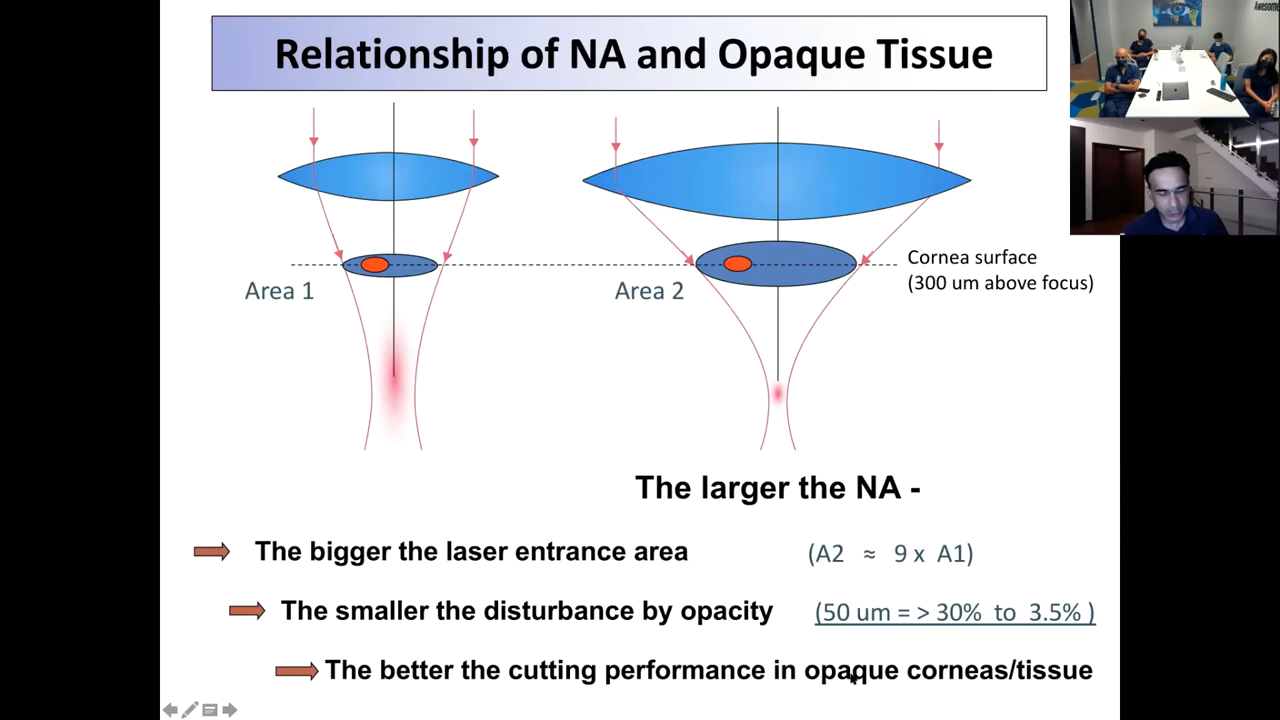 Relationship of NA and Opaque Tissue
Awesome
Cornea surface
(300 um above focus)
Area 1
Area 2
The larger the NA -
The bigger the laser entrance area (A2 ≈ 9 x A1)
The smaller the disturbance by opacity (50 um = > 30% to 3.5% )
The better the cutting performance in opaque corneas/tissue